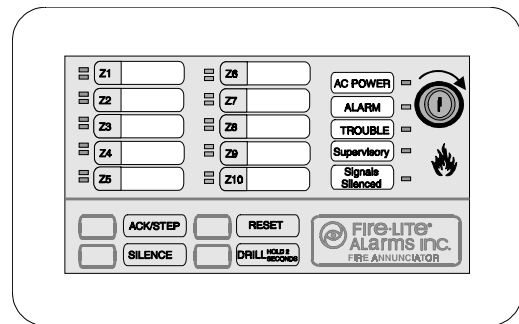 Z1
Z2
Z3
Z4
Z5
Z6
Z7
Z8
Z9
Z10
AC POWER
ALARM
TROUBLE
Supervisory
Signals
Silenced
ACK/STEP
RESET
SILENCE
DRILL HOLD 2
SECONDS
FIRE•LITE®
ALARMS INC.
FIRE ANNUNCIATOR